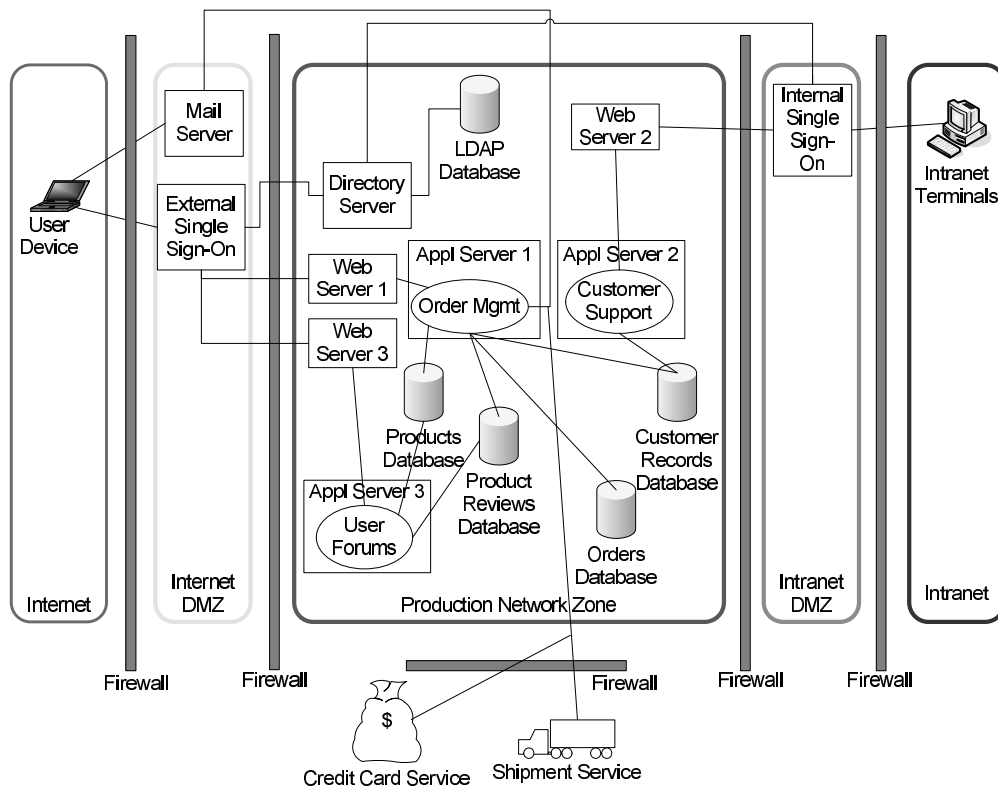 Mail
Server
User
Device
External
Single
Sign-On
Internet
Internet
DMZ
LDAP
Database
Directory
Server
Web
Server 1
Web
Server 3
Appl Server 1
Order Mgmt
Web
Server 2
Appl Server 2
Customer
Support
Products
Database
Product
Reviews
Database
Customer
Records
Database
Appl Server 3
User
Forums
Orders
Database
Production Network Zone
Internal
Single
Sign-
On
Intranet
DMZ
Intranet
Terminals
Intranet
Firewall
Firewall
Firewall
Firewall
Firewall
$
Credit Card Service
Shipment Service